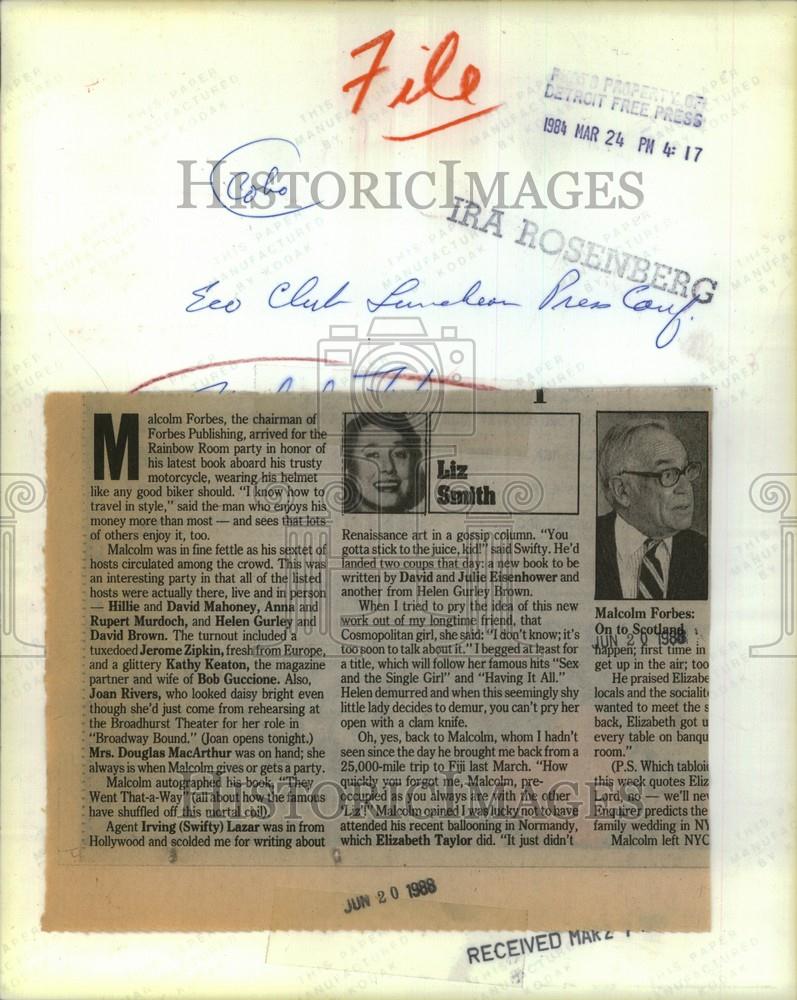 File
PRESS PROPERTY OF
DETROIT FREE PRESS
1984 MAR 24 PM 4:17
Cobo
HISTORICIMAGES
IRA ROSENBERG
Eco Club Luncheon Press Conf.
Malcolm Forbes, the chairman of
Forbes Publishing, arrived for the
Rainbow Room party in honor of
his latest book aboard his trusty
motorcycle, wearing his helmet
like any good biker should. “I know how to
travel in style,” said the man who enjoys his
money more than most — and sees that lots
of others enjoy it, too.
Malcolm was in fine fettle as his sextet of
hosts circulated among the crowd. This was
an interesting party in that all of the listed
hosts were actually there, live and in person
— Hillie and David Mahoney, Anna and
Rupert Murdoch, and Helen Gurley and
David Brown. The turnout included a
tuxedoed Jerome Zipkin, fresh from Europe,
and a glittery Kathy Keaton, the magazine
partner and wife of Bob Guccione. Also,
Joan Rivers, who looked daisy bright even
though she'd just come from rehearsing at
the Broadhurst Theater for her role in
“Broadway Bound.” (Joan opens tonight.)
Mrs. Douglas MacArthur was on hand; she
always is when Malcolm gives or gets a party.
Malcolm autographed his book, “They
Went That-a-Way” (all about how the famous
have shuffled off this mortal coil).
Agent Irving (Swifty) Lazar was in from
Hollywood and scolded me for writing about
Liz
Smith
Renaissance art in a gossip column. “You
gotta stick to the juice, kid!” said Swifty. He'd
landed two coups that day: a new book to be
written by David and Julie Eisenhower and
another from Helen Gurley Brown.
When I tried to pry the idea of this new
work out of my longtime friend, that
Cosmopolitan girl, she said: “I don't know; it's
too soon to talk about it.” I begged at least for
a title, which will follow her famous hits “Sex
and the Single Girl” and “Having It All.”
Helen demurred and when this seemingly shy
little lady decides to demur, you can't pry her
open with a clam knife.
Oh, yes, back to Malcolm, whom I hadn't
seen since the day he brought me back from a
25,000-mile trip to Fiji last March. “How
quickly you forgot me, Malcolm, pre-
occupied as you always are with the other
‘Liz’!” Malcolm opined I was lucky not to have
attended his recent ballooning in Normandy,
which Elizabeth Taylor did. “It just didn't
Malcolm Forbes:
On to Scotland
JUN 20 1988
happen; first time in
get up in the air; too
He praised Elizabe
locals and the socialite
wanted to meet the s
back, Elizabeth got u
every table on banqu
room.”
(P.S. Which tabloi
this week quotes Eliz
Lord, no — we'll nev
Enquirer predicts the
family wedding in NY
Malcolm left NYC
HISTORICIMAGES
JUN 20 1988
RECEIVED MAR 2